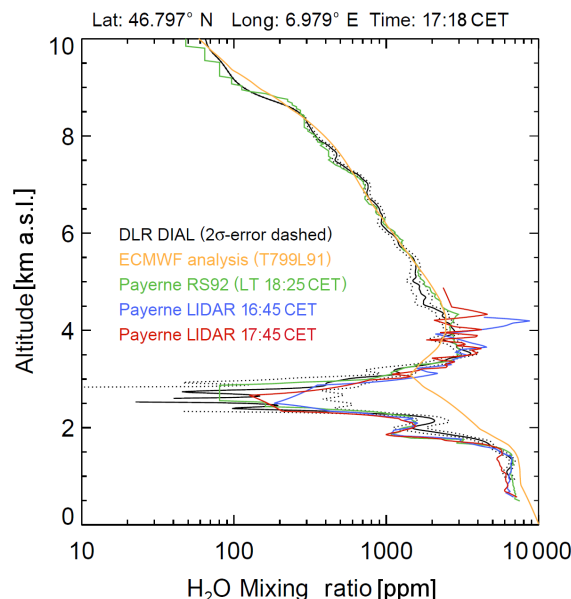 Lat: 46.797° N Long: 6.979° E Time: 17:18 CET
10
8
6
4
2
0
Altitude[km a.s.l.]
DLR DIAL (2σ-error dashed)
ECMWF analysis (T799L91)
Payerne RS92 (LT 18:25 CET)
Payerne LIDAR 16:45 CET
Payerne LIDAR 17:45 CET
10 100 1000 10 000
H₂O Mixing ratio [ppm]